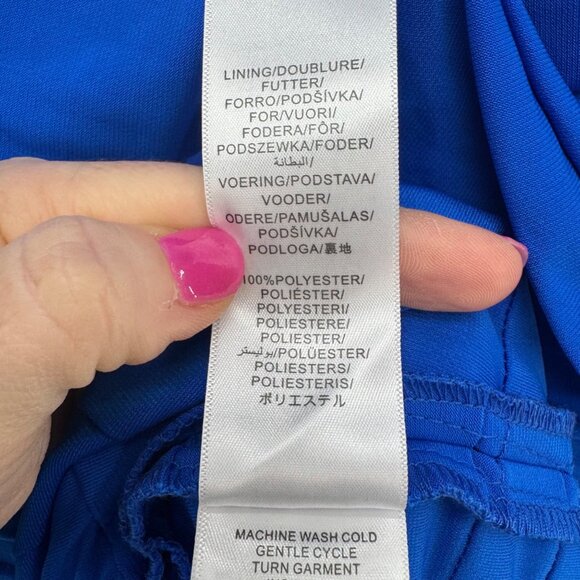 LINING/DOUBLURE/
FUTTER/
FORRO/PODŠÍVKA/
FOR/VUORI/
FODERA/FÔR/
PODSZEWKA/FODER/
البطانة/
VOERING/PODSTAVA/
VOODER/
ODERE/PAMUŠALAS/
PODŠÍVKA/
PODLOGA/裏地
100%POLYESTER/
POLIÉSTER/
POLYESTERI/
POLIESTERE/
POLIESTER/
بوليستر/POLÜESTER/
POLIESTERS/
POLIESTERIS/
ポリエステル
MACHINE WASH COLD
GENTLE CYCLE
TURN GARMENT